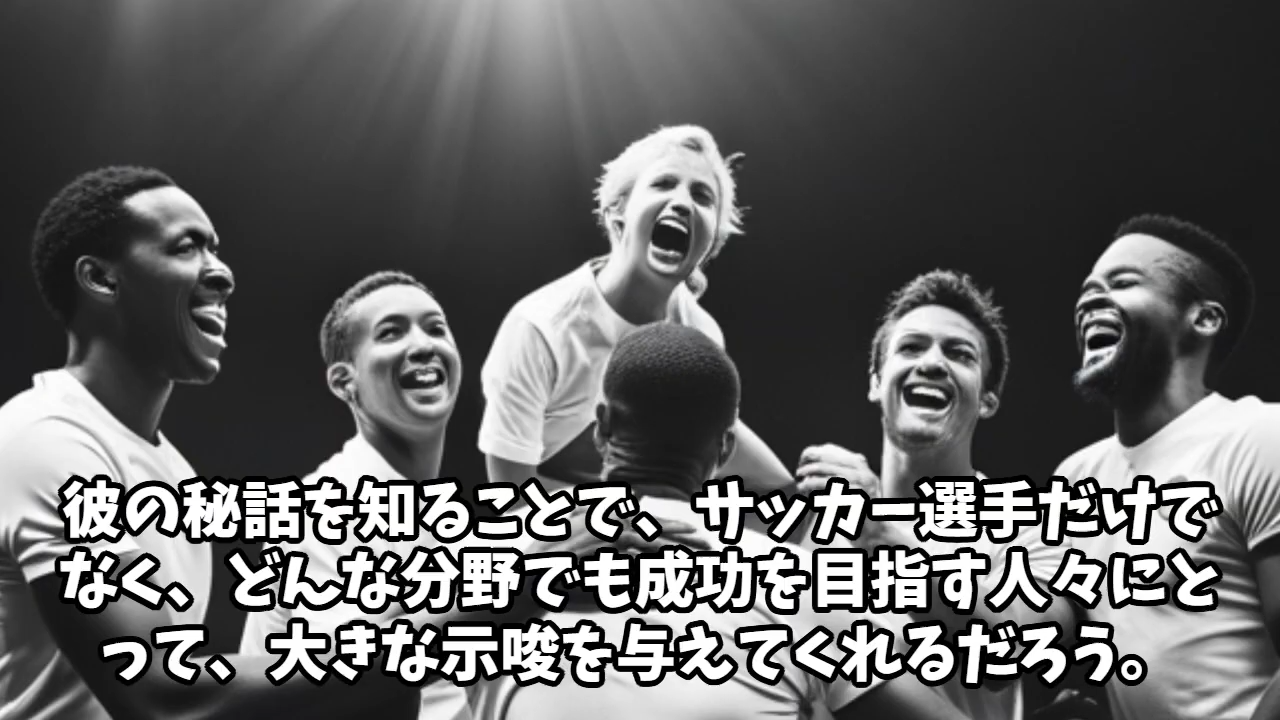 彼の秘話を知ることで、サッカー選手だけで
なく、どんな分野でも成功を目指す人々にと
って、大きな示唆を与えてくれるだろう。